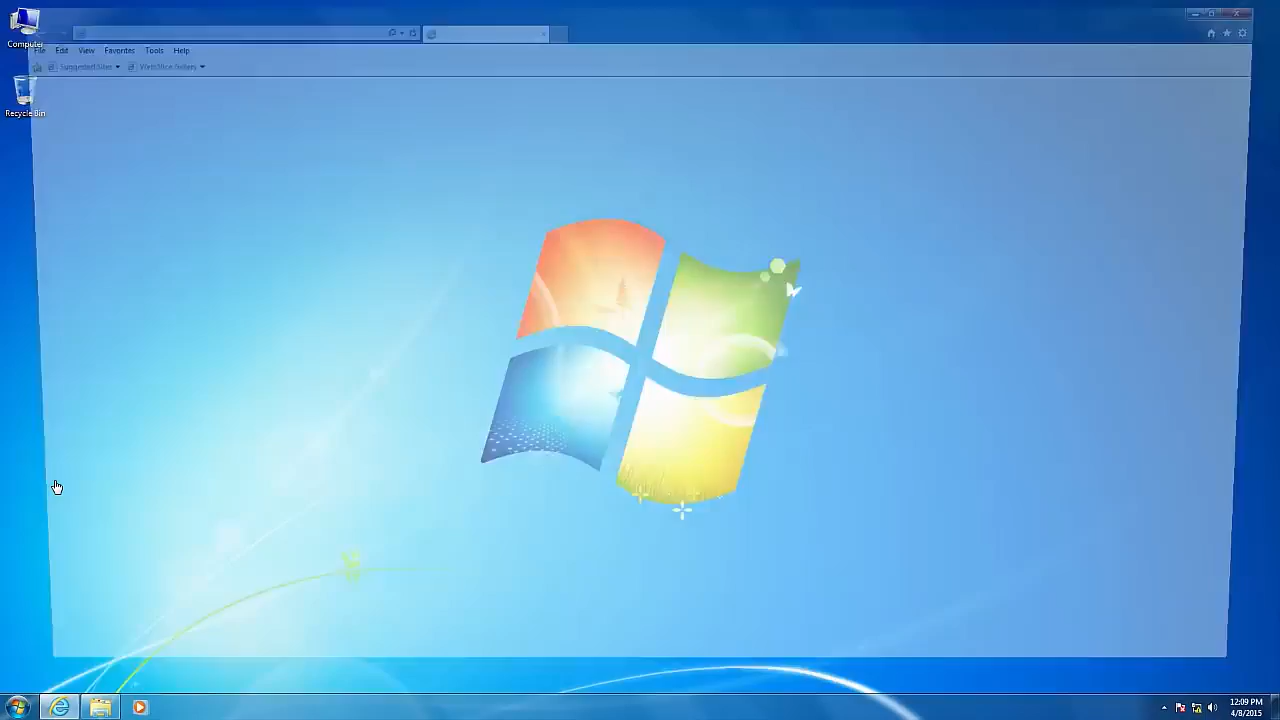 Computer
File Edit View Favorites Tools Help
Suggested Sites
Web Slice Gallery
Recycle Bin
12:09 PM
4/8/2015